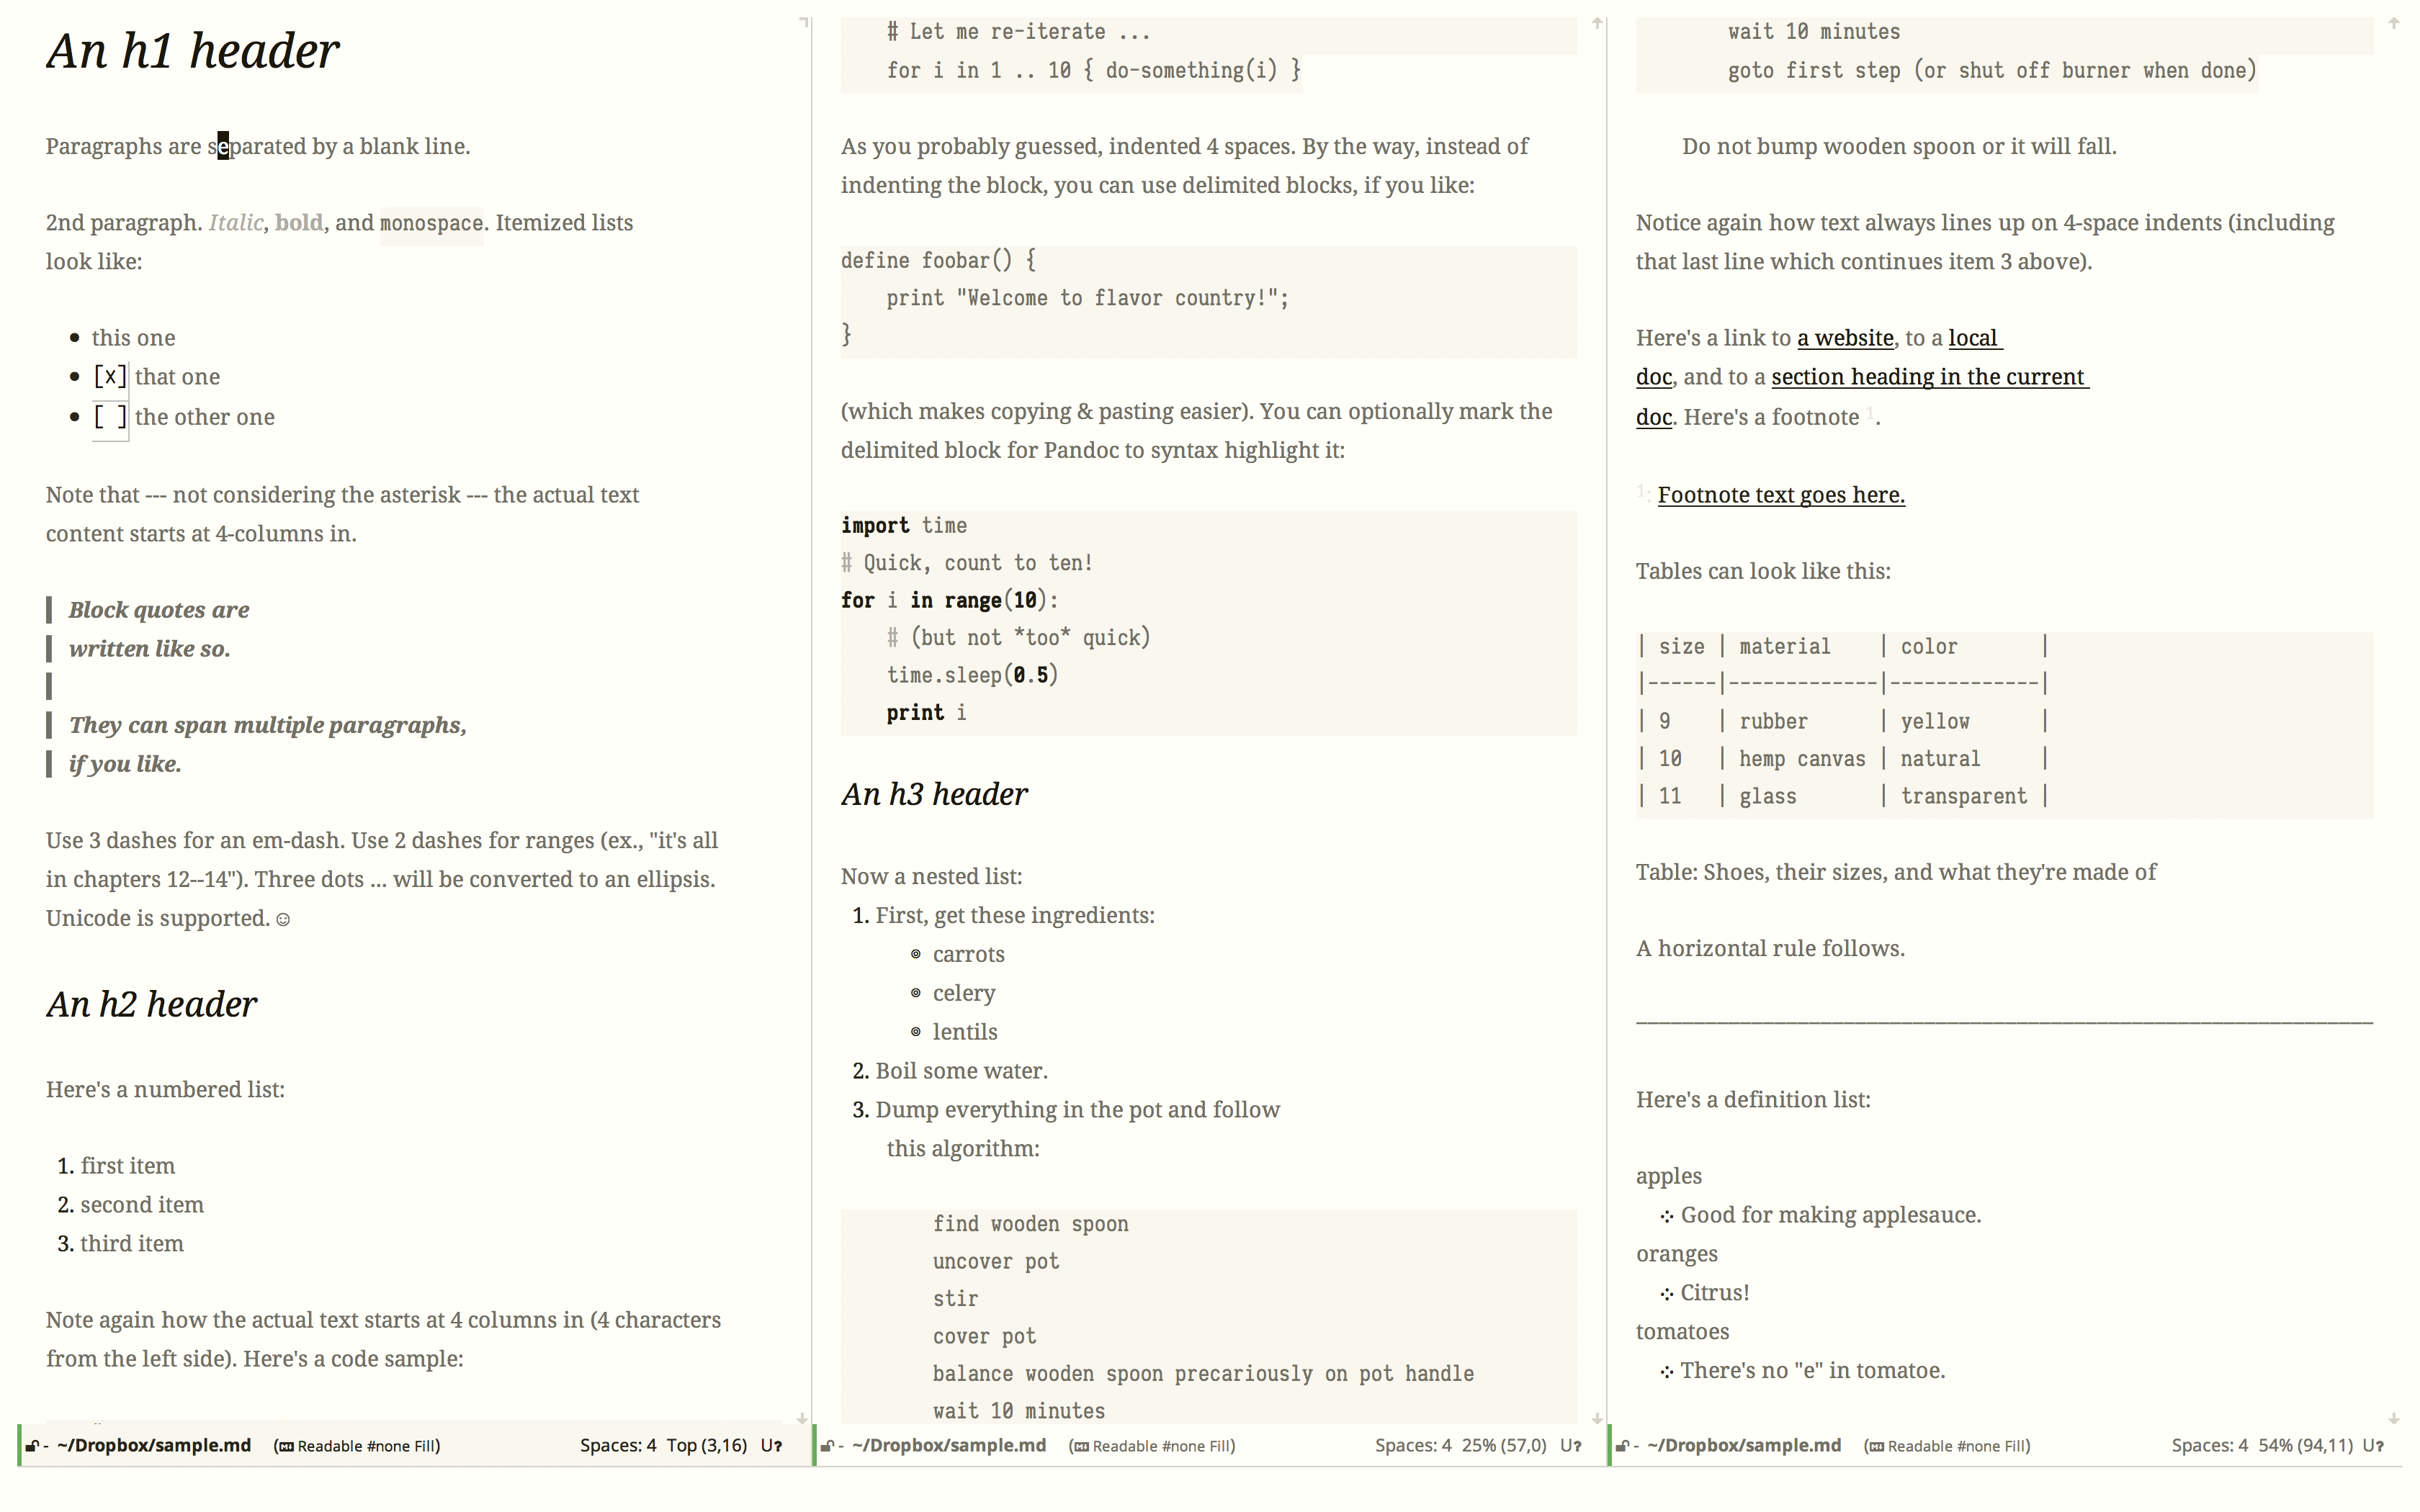 An h1 header
Paragraphs are separated by a blank line.
2nd paragraph. Italic, bold, and monospace. Itemized lists
look like:
● this one
● [x] that one
● [ ] the other one
Note that --- not considering the asterisk --- the actual text
content starts at 4-columns in.
Block quotes are
written like so.
They can span multiple paragraphs,
if you like.
Use 3 dashes for an em-dash. Use 2 dashes for ranges (ex., "it's all
in chapters 12--14"). Three dots ... will be converted to an ellipsis.
Unicode is supported. ☺
An h2 header
Here's a numbered list:
1. first item
2. second item
3. third item
Note again how the actual text starts at 4 columns in (4 characters
from the left side). Here's a code sample:
- ~/Dropbox/sample.md (Readable #none Fill) Spaces: 4 Top (3,16) U?
# Let me re-iterate ...
for i in 1 .. 10 { do-something(i) }
As you probably guessed, indented 4 spaces. By the way, instead of
indenting the block, you can use delimited blocks, if you like:
define foobar() {
print "Welcome to flavor country!";
}
(which makes copying & pasting easier). You can optionally mark the
delimited block for Pandoc to syntax highlight it:
import time
# Quick, count to ten!
for i in range(10):
# (but not *too* quick)
time.sleep(0.5)
print i
An h3 header
Now a nested list:
1. First, get these ingredients:
◎ carrots
◎ celery
◎ lentils
2. Boil some water.
3. Dump everything in the pot and follow
this algorithm:
find wooden spoon
uncover pot
stir
cover pot
balance wooden spoon precariously on pot handle
wait 10 minutes
- ~/Dropbox/sample.md (Readable #none Fill) Spaces: 4 25% (57,0) U?
wait 10 minutes
goto first step (or shut off burner when done)
Do not bump wooden spoon or it will fall.
Notice again how text always lines up on 4-space indents (including
that last line which continues item 3 above).
Here's a link to a website, to a local
doc, and to a section heading in the current
doc. Here's a footnote 1.
1: Footnote text goes here.
Tables can look like this:
| size | material | color |
|------|-------------|-------------|
| 9 | rubber | yellow |
| 10 | hemp canvas | natural |
| 11 | glass | transparent |
Table: Shoes, their sizes, and what they're made of
A horizontal rule follows.
Here's a definition list:
apples
⁘ Good for making applesauce.
oranges
⁘ Citrus!
tomatoes
⁘ There's no "e" in tomatoe.
- ~/Dropbox/sample.md (Readable #none Fill) Spaces: 4 54% (94,11) U?